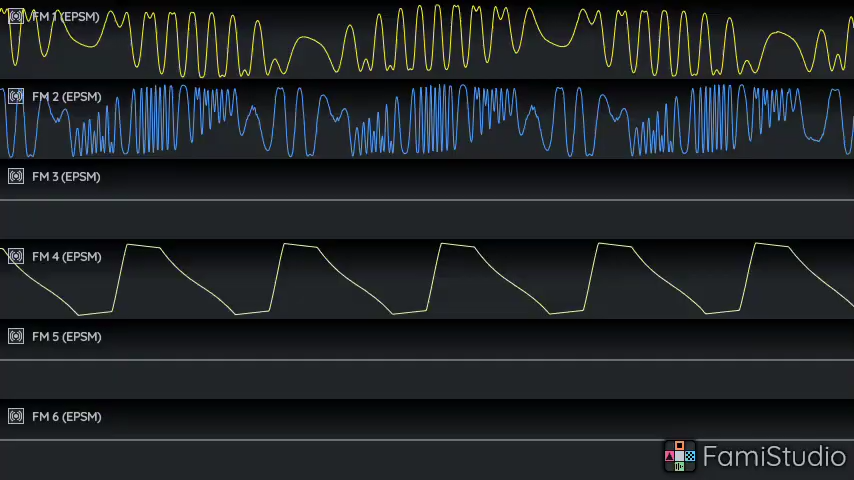 FM 1 (EPSM)
FM 2 (EPSM)
FM 3 (EPSM)
FM 4 (EPSM)
FM 5 (EPSM)
FM 6 (EPSM)
FamiStudio